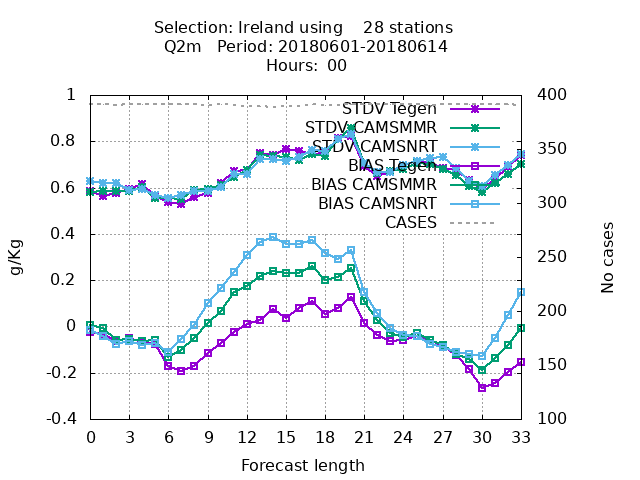 Selection: Ireland using    28 stations
Q2m   Period: 20180601-20180614
Hours:  00
1
0.8
0.6
0.4
0.2
0
-0.2
-0.4
g/Kg
STDV Tegen
STDV CAMSMMR
STDV CAMSNRT
BIAS Tegen
BIAS CAMSMMR
BIAS CAMSNRT
CASES
400
350
300
250
200
150
100
No cases
0 3 6 9 12 15 18 21 24 27 30 33
Forecast length